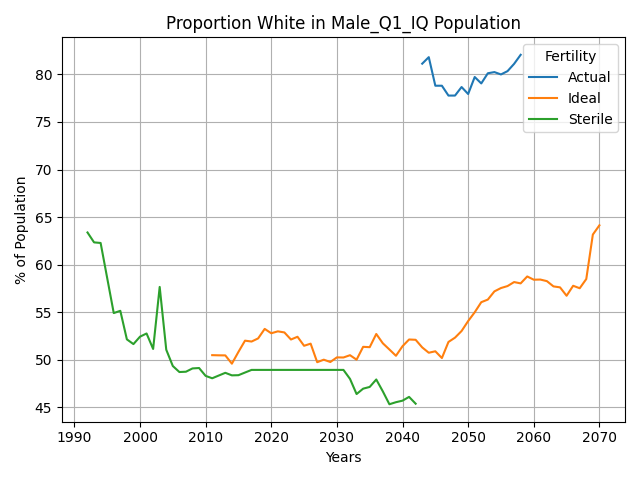 Proportion White in Male_Q1_IQ Population
Fertility
Actual
Ideal
Sterile
% of Population
80
75
70
65
60
55
50
45
1990
2000
2010
2020
2030
2040
2050
2060
2070
Years